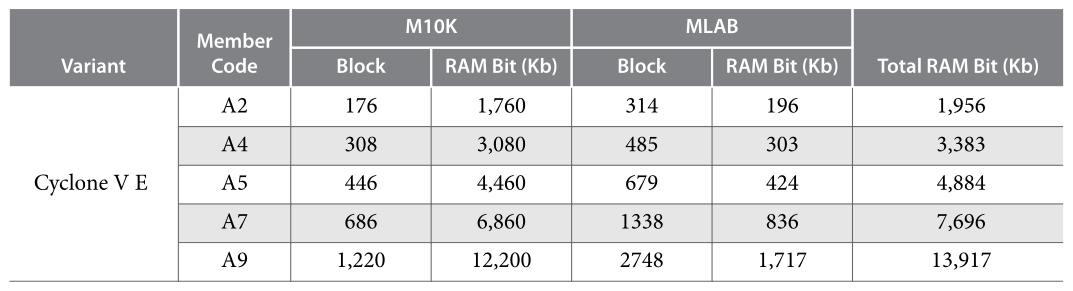 M10K MLAB
Variant Member Code Block RAM Bit (Kb) Block RAM Bit (Kb) Total RAM Bit (Kb)
A2 176 1,760 314 196 1,956
A4 308 3,080 485 303 3,383
Cyclone V E A5 446 4,460 679 424 4,884
A7 686 6,860 1338 836 7,696
A9 1,220 12,200 2748 1,717 13,917